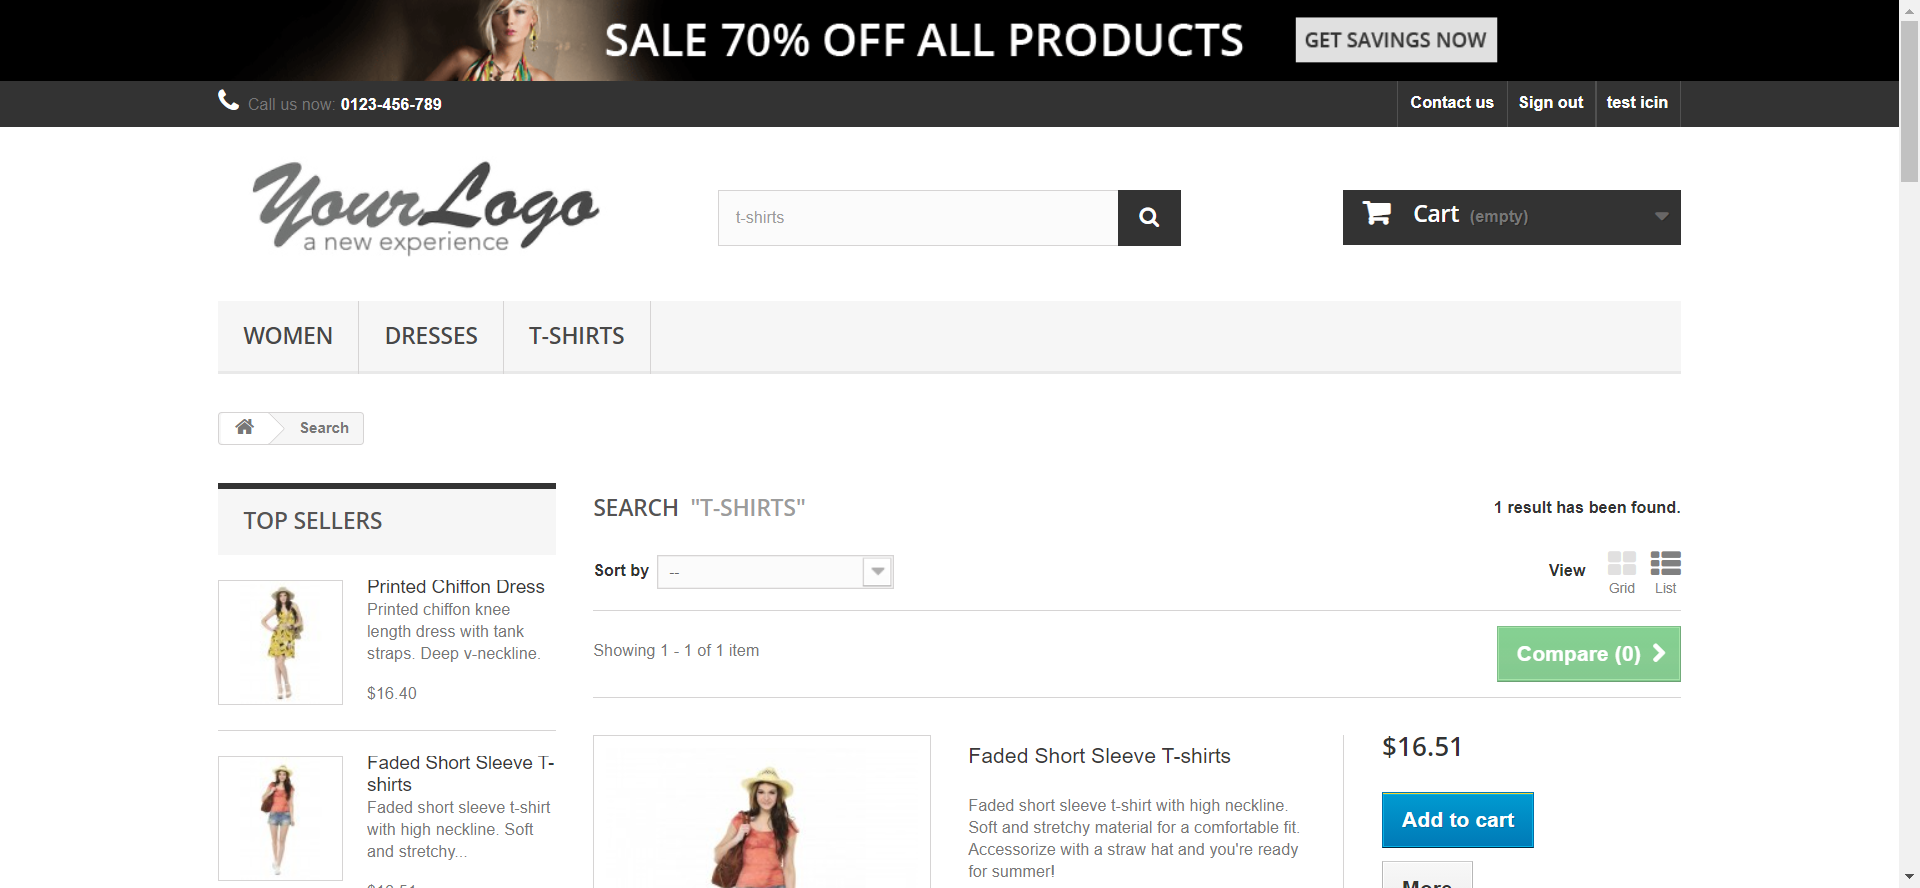 SALE 70% OFF ALL PRODUCTS GET SAVINGS NOW
Call us now: 0123-456-789 Contact us Sign out test icin
YourLogo
a new experience
t-shirts
Cart (empty)
WOMEN DRESSES T-SHIRTS
Search
TOP SELLERS
Printed Chiffon Dress
Printed chiffon knee
length dress with tank
straps. Deep v-neckline.
$16.40
Faded Short Sleeve T-
shirts
Faded short sleeve t-shirt
with high neckline. Soft
and stretchy...
SEARCH "T-SHIRTS" 1 result has been found.
Sort by -- View Grid List
Showing 1 - 1 of 1 item Compare (0)
Faded Short Sleeve T-shirts
Faded short sleeve t-shirt with high neckline.
Soft and stretchy material for a comfortable fit.
Accessorize with a straw hat and you're ready
for summer!
$16.51
Add to cart
More